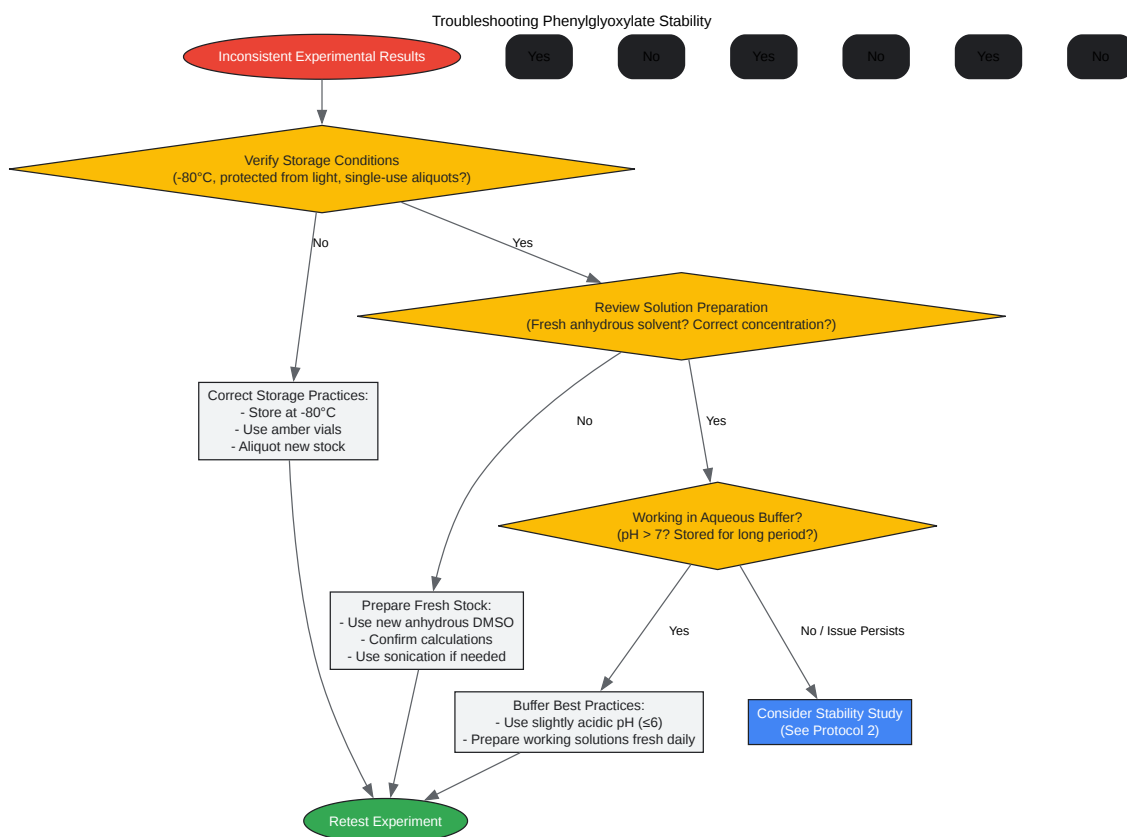 Troubleshooting Phenylglyoxylate Stability
Inconsistent Experimental Results
Yes
No
Yes
No
Yes
No
Verify Storage Conditions
(-80°C, protected from light, single-use aliquots?)
No
Yes
Review Solution Preparation
(Fresh anhydrous solvent? Correct concentration?)
Correct Storage Practices:
- Store at -80°C
- Use amber vials
- Aliquot new stock
No
Yes
Working in Aqueous Buffer?
(pH > 7? Stored for long period?)
Prepare Fresh Stock:
- Use new anhydrous DMSO
- Confirm calculations
- Use sonication if needed
Yes
No / Issue Persists
Buffer Best Practices:
- Use slightly acidic pH (≤6)
- Prepare working solutions fresh daily
Consider Stability Study
(See Protocol 2)
Retest Experiment